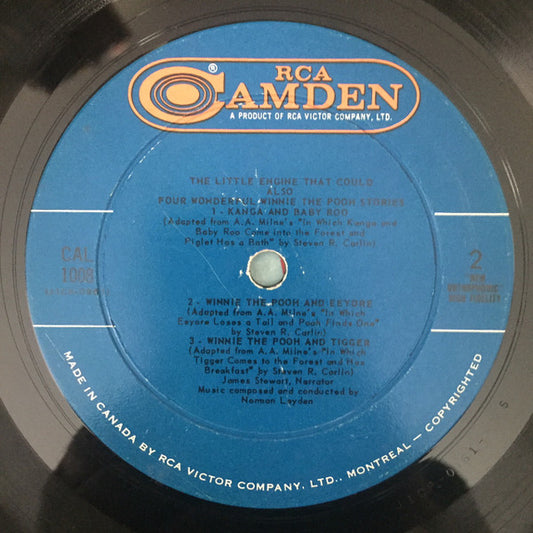 RCA
CAMDEN
®
A PRODUCT OF RCA VICTOR COMPANY, LTD.
THE LITTLE ENGINE THAT COULD
ALSO
FOUR WONDERFUL WINNIE THE POOH STORIES
1 - KANGA AND BABY ROO
(Adapted from A.A. Milne's "In Which Kanga and
Baby Roo Come into the Forest and
Piglet Has a Bath" by Steven R. Carlin)
CAL
1008
2
NEW
ORTHOPHONIC
HIGH FIDELITY
2 - WINNIE THE POOH AND EEYORE
(Adapted from A.A. Milne's "In Which
Eeyore Loses a Tail and Pooh Finds One"
by Steven R. Carlin)
3 - WINNIE THE POOH AND TIGGER
(Adapted from A.A. Milne's "In Which
Tigger Comes to the Forest and Has
Breakfast" by Steven R. Carlin)
James Stewart, Narrator
Music composed and conducted by
Norman Leyden
MADE IN CANADA BY RCA VICTOR COMPANY, LTD., MONTREAL — COPYRIGHTED